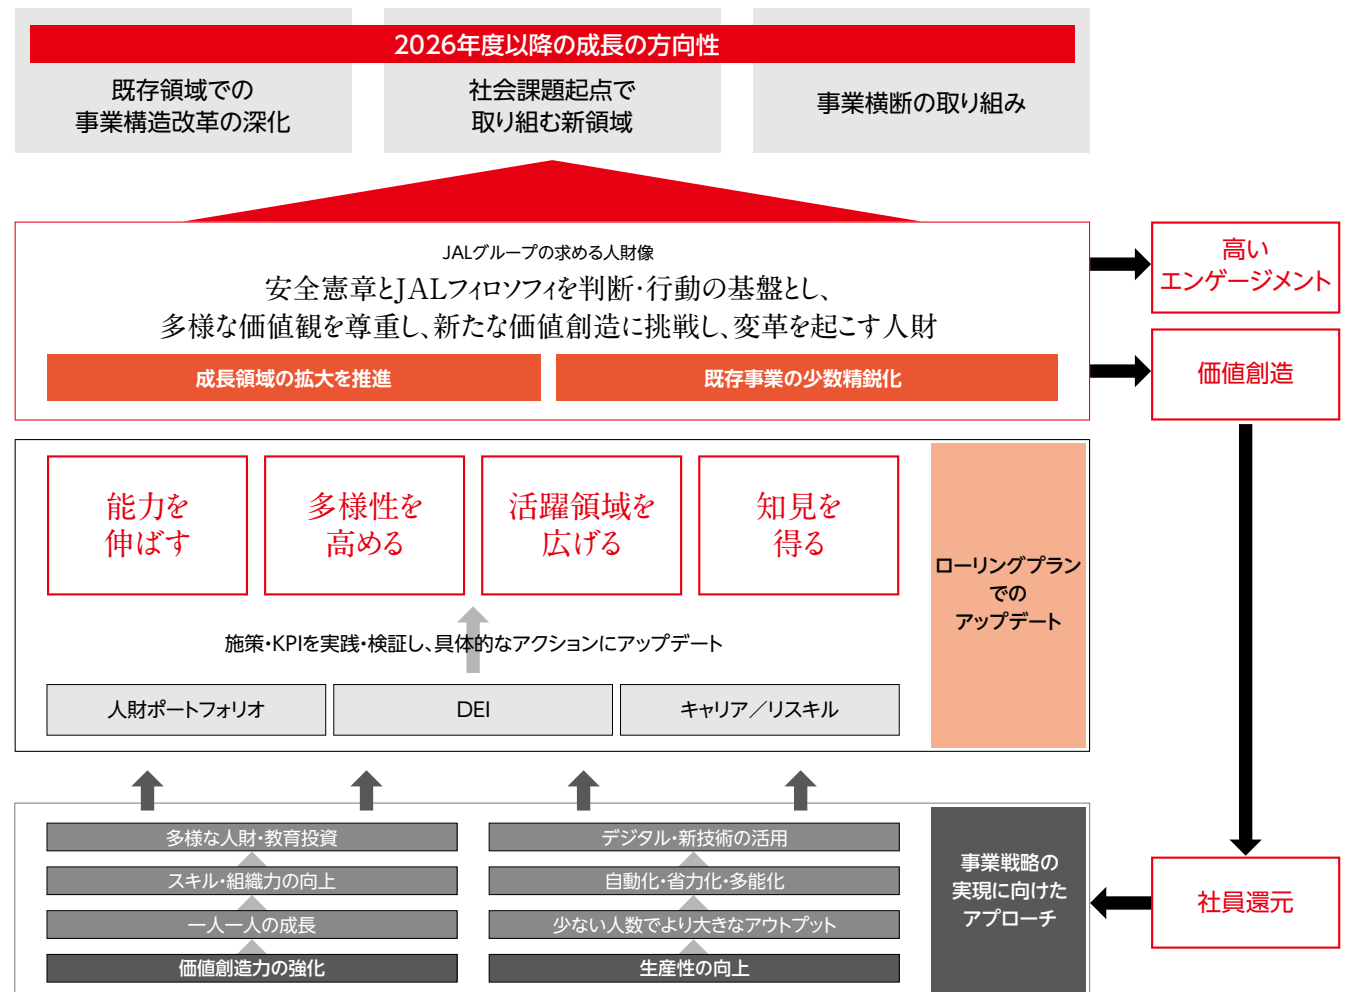 2026年度以降の成長の方向性
既存領域での
事業構造改革の深化
社会課題起点で
取り組む新領域
事業横断の取り組み
JALグループの求める人財像
安全憲章とJALフィロソフィを判断・行動の基盤とし、
多様な価値観を尊重し、新たな価値創造に挑戦し、変革を起こす人財
成長領域の拡大を推進
既存事業の少数精鋭化
高い
エンゲージメント
価値創造
能力を
伸ばす
多様性を
高める
活躍領域を
広げる
知見を
得る
ローリングプラン
での
アップデート
施策・KPIを実践・検証し、具体的なアクションにアップデート
人財ポートフォリオ
DEI
キャリア／リスキル
多様な人財・教育投資
スキル・組織力の向上
一人一人の成長
価値創造力の強化
デジタル・新技術の活用
自動化・省力化・多能化
少ない人数でより大きなアウトプット
生産性の向上
事業戦略の
実現に向けた
アプローチ
社員還元